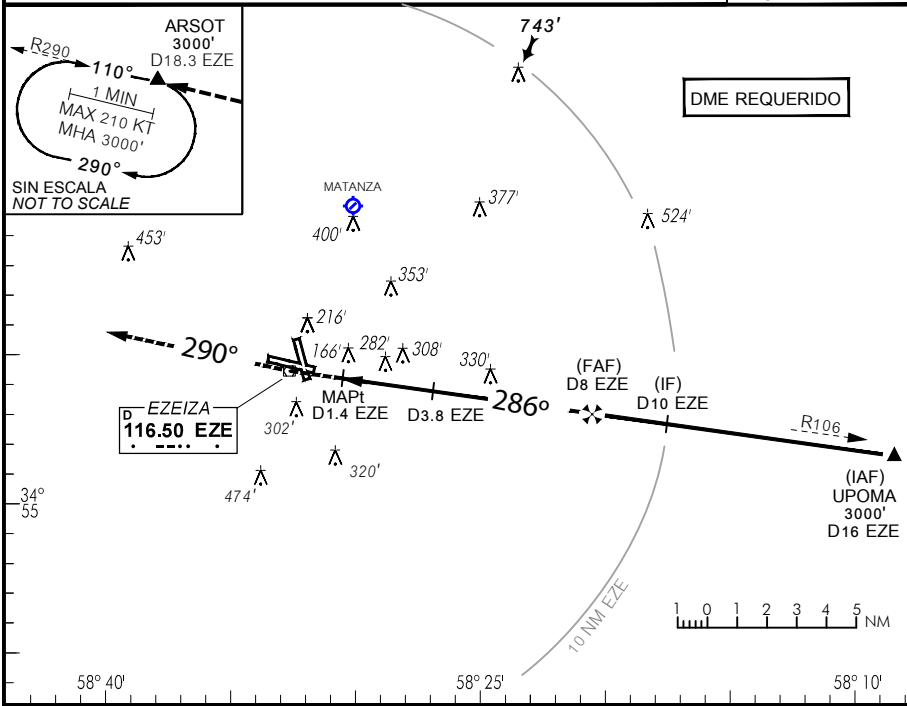 ARSOT
3000'
D18.3 EZE
R290
110°
1 MIN
MAX 210 KT
MHA 3000'
290°
SIN ESCALA
NOT TO SCALE
743'
DME REQUERIDO
MATANZA
400'
377'
524'
453'
353'
216'
166'
282'
308'
330'
290°
MAPt
D1.4 EZE
D3.8 EZE
286°
(FAF)
D8 EZE
(IF)
D10 EZE
R106
(IAF)
UPOMA
3000'
D16 EZE
EZEIZA
D
116.50 EZE
302'
320'
474'
34°
55
10 NM EZE
1 0 1 2 3 4 5 NM
58° 40'
58° 25'
58° 10'